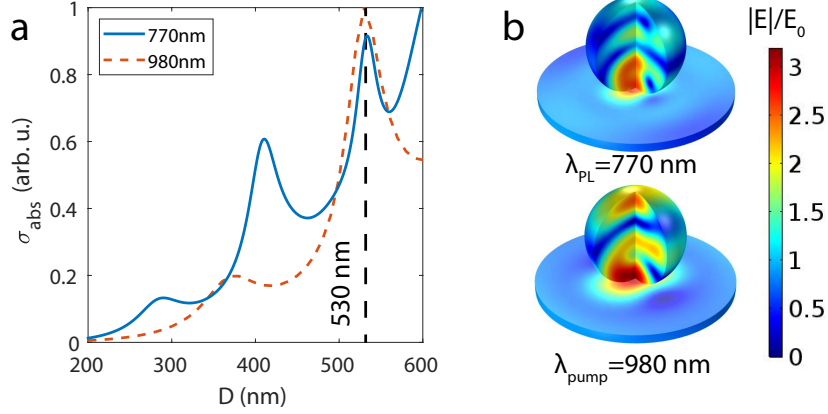 a
770nm
980nm
1
0.8
0.6
0.4
0.2
0
σabs (arb. u.)
530 nm
200 300 400 500 600
D (nm)
b
λPL=770 nm
λpump=980 nm
|E|/E0
3
2.5
2
1.5
1
0.5
0